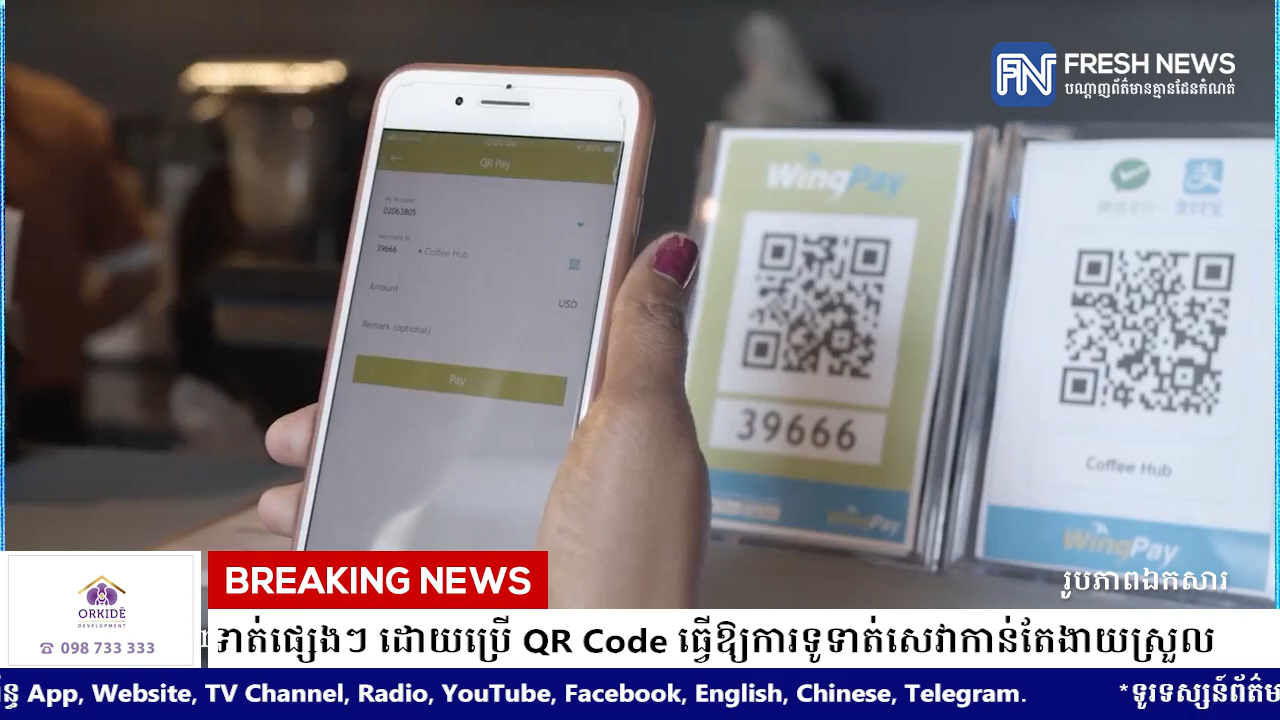 FRESH NEWS
បណ្ដាញព័ត៌មានគ្មានដែនកំណត់
QR Pay
My Account
02063805
39666 • Coffee Hub
Amount
USD
Remark (optional)
Pay
WingPay
39666
WingPay
Coffee Hub
WingPay
រូបភាពឯកសារ
BREAKING NEWS
ORKIDĒ
DEVELOPMENT
☏ 098 733 333
ទាត់ផ្សេងៗ ដោយប្រើ QR Code ធ្វើឱ្យការទូទាត់សេវាកាន់តែងាយស្រួល
App, Website, TV Channel, Radio, YouTube, Facebook, English, Chinese, Telegram. *ទូរទស្សន៍ព័ត៌មាន